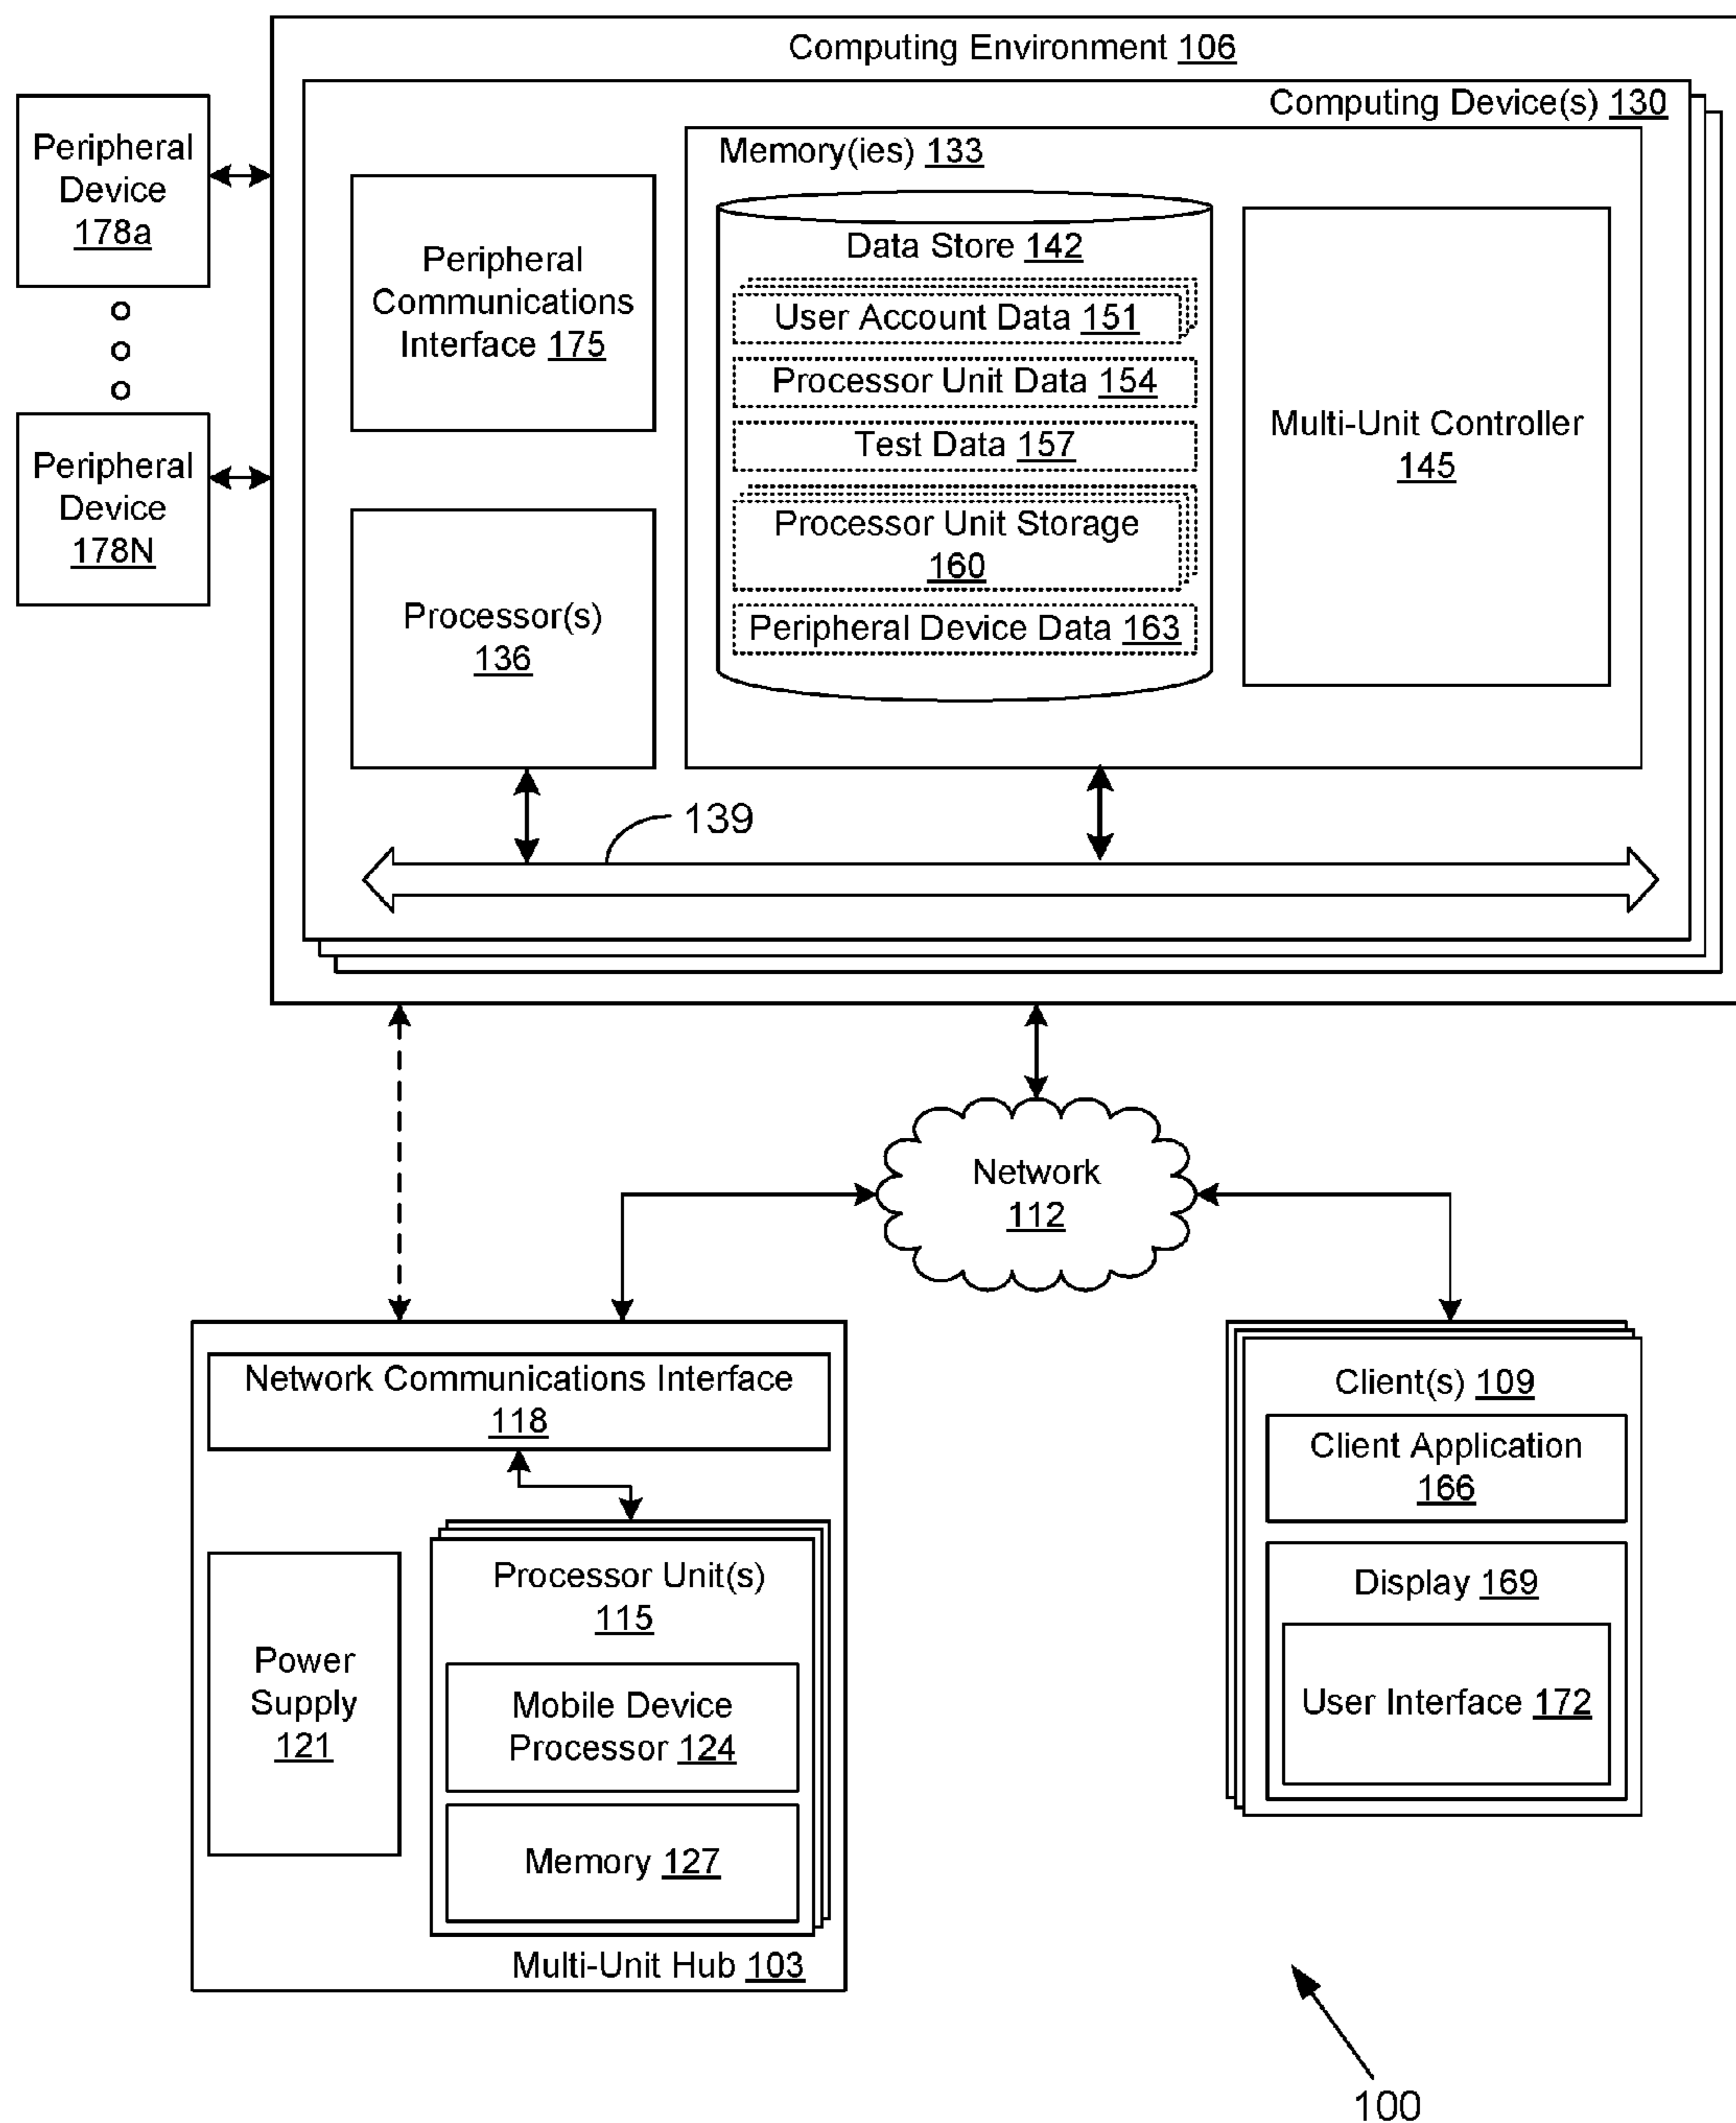 Computing Environment 106
Computing Device(s) 130
Peripheral
Device
178a
Peripheral
Device
178N
Peripheral
Communications
Interface 175
Processor(s)
136
Memory(ies) 133
Data Store 142
User Account Data 151
Processor Unit Data 154
Test Data 157
Processor Unit Storage
160
Peripheral Device Data 163
Multi-Unit Controller
145
139
Network
112
Network Communications Interface
118
Power
Supply
121
Processor Unit(s)
115
Mobile Device
Processor 124
Memory 127
Multi-Unit Hub 103
Client(s) 109
Client Application
166
Display 169
User Interface 172
100